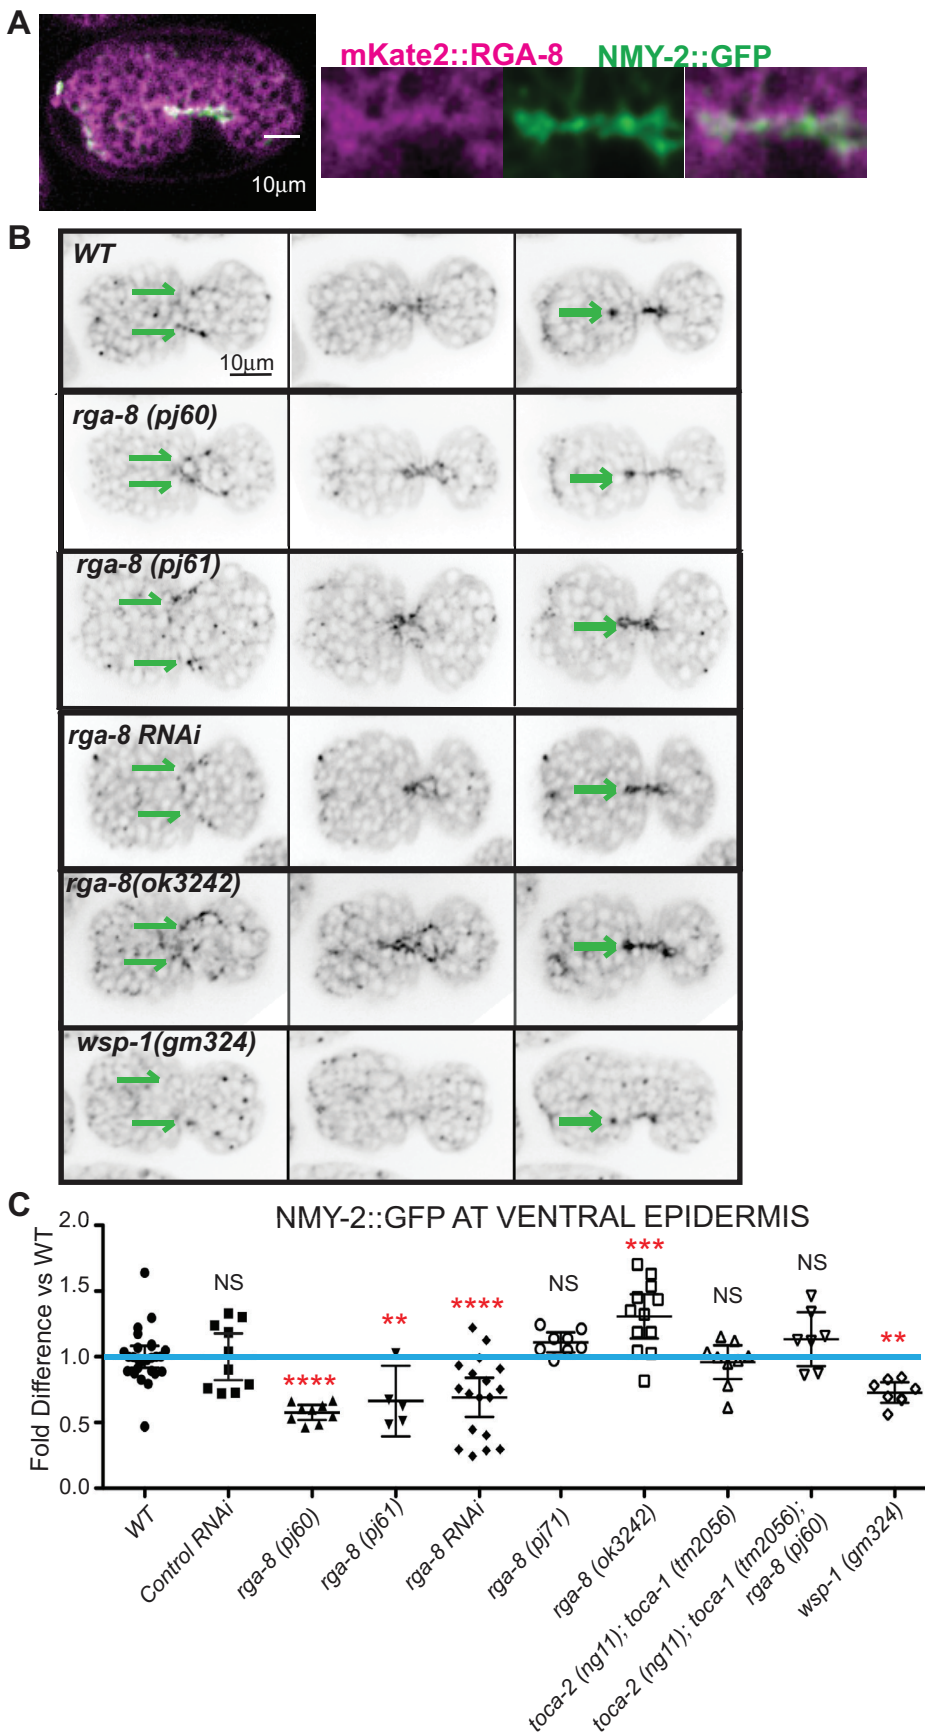 A
mKate2::RGA-8 NMY-2::GFP
10μm
B
WT
10μm
rga-8 (pj60)
rga-8 (pj61)
rga-8 RNAi
rga-8(ok3242)
wsp-1(gm324)
C
NMY-2::GFP AT VENTRAL EPIDERMIS
Fold Difference vs WT
2.0
1.5
1.0
0.5
0.0
NS
****
**
****
NS
***
NS
NS
**
WT
Control RNAi
rga-8 (pj60)
rga-8 (pj61)
rga-8 RNAi
rga-8 (pj71)
rga-8 (ok3242)
toca-2 (ng11); toca-1 (tm2056)
toca-2 (ng11); toca-1 (tm2056);
rga-8 (pj60)
wsp-1 (gm324)